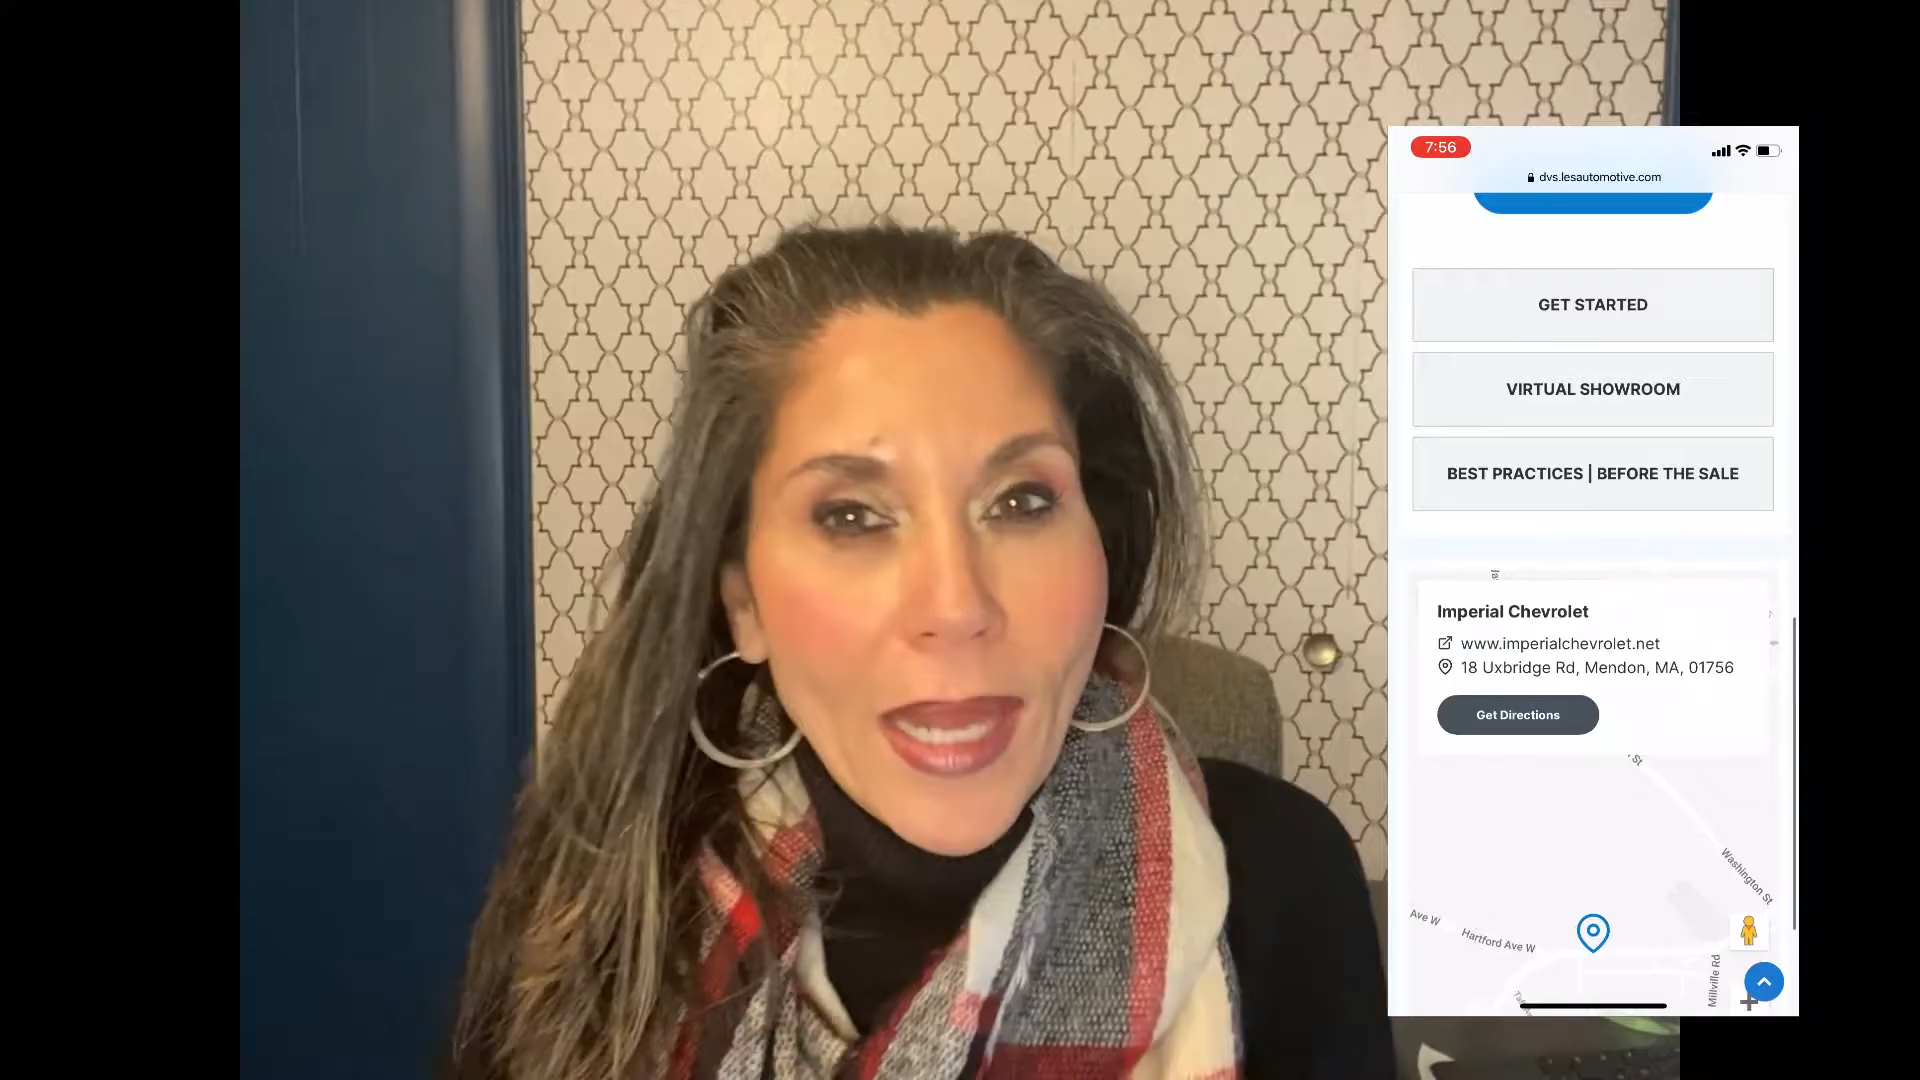 7:56
dvs.lesautomotive.com
GET STARTED
VIRTUAL SHOWROOM
BEST PRACTICES | BEFORE THE SALE
Imperial Chevrolet
www.imperialchevrolet.net
18 Uxbridge Rd, Mendon, MA, 01756
Get Directions
St
Washington St
Ave W
Hartford Ave W
Millville Rd